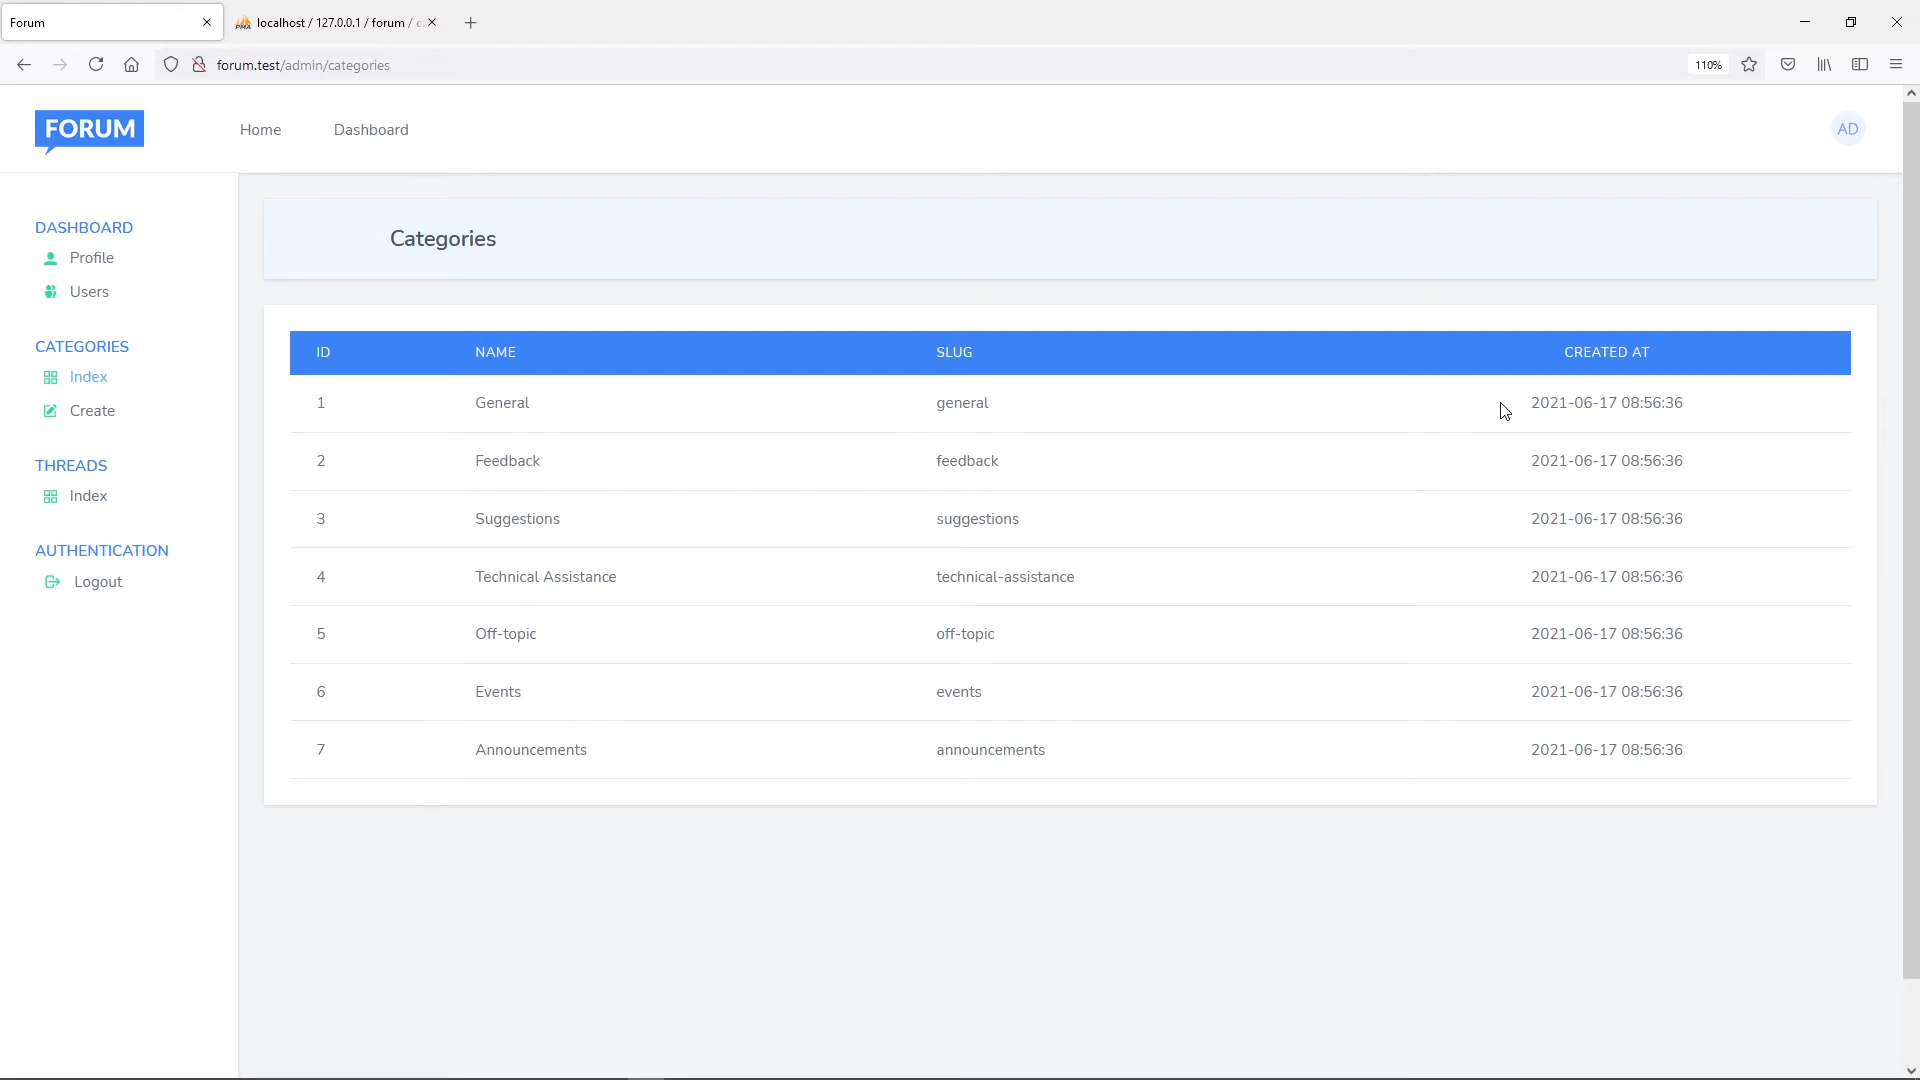 Forum
PMA localhost / 127.0.0.1 / forum /
forum.test/admin/categories
110%
FORUM
Home
Dashboard
AD
DASHBOARD
Profile
Users
CATEGORIES
Index
Create
THREADS
Index
AUTHENTICATION
Logout
Categories
ID NAME SLUG CREATED AT
1 General general 2021-06-17 08:56:36
2 Feedback feedback 2021-06-17 08:56:36
3 Suggestions suggestions 2021-06-17 08:56:36
4 Technical Assistance technical-assistance 2021-06-17 08:56:36
5 Off-topic off-topic 2021-06-17 08:56:36
6 Events events 2021-06-17 08:56:36
7 Announcements announcements 2021-06-17 08:56:36